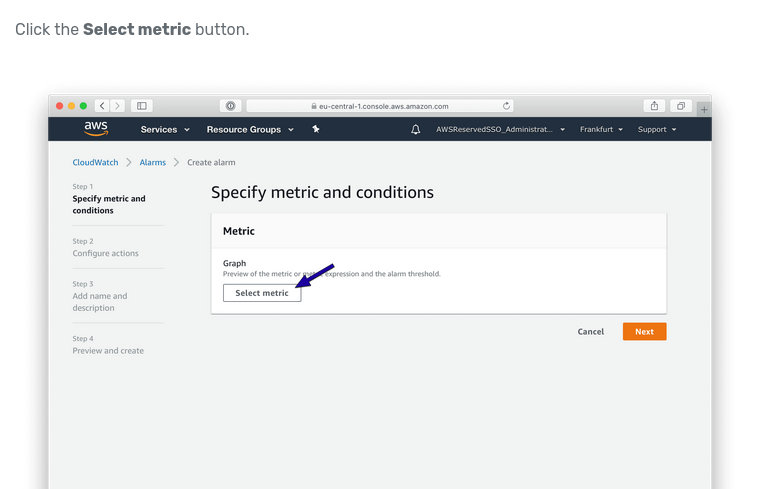 Click the Select metric button.
eu-central-1.console.aws.amazon.com
aws
Services
Resource Groups
AWSReservedSSO_Administrat...
Frankfurt
Support
CloudWatch
Alarms
Create alarm
Step 1
Specify metric and
conditions
Step 2
Configure actions
Step 3
Add name and
description
Step 4
Preview and create
Specify metric and conditions
Metric
Graph
Preview of the metric or expression and the alarm threshold.
Select metric
Cancel
Next